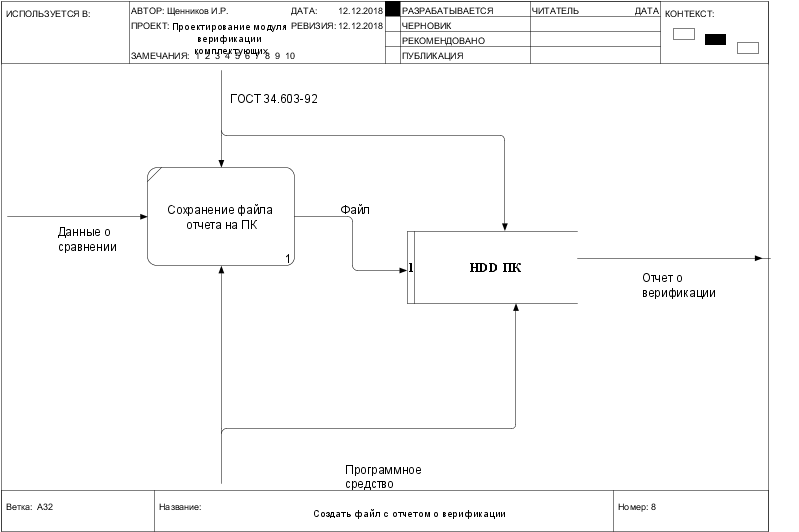 ИСПОЛЬЗУЕТСЯ В:
АВТОР: Щенников И.Р.
ДАТА: 12.12.2018
ПРОЕКТ: Проектирование модуля
верификации
комплектующих
РЕВИЗИЯ: 12.12.2018
ЗАМЕЧАНИЯ: 1 2 3 4 5 6 7 8 9 10
РАЗРАБАТЫВАЕТСЯ
ЧЕРНОВИК
РЕКОМЕНДОВАНО
ПУБЛИКАЦИЯ
ЧИТАТЕЛЬ ДАТА
КОНТЕКСТ:
ГОСТ 34.603-92
Сохранение файла
отчета на ПК
1
Файл
Данные о
сравнении
1 HDD ПК
Отчет о
верификации
Программное
средство
Ветка: A32
Название:
Создать файл с отчетом о верификации
Номер: 8